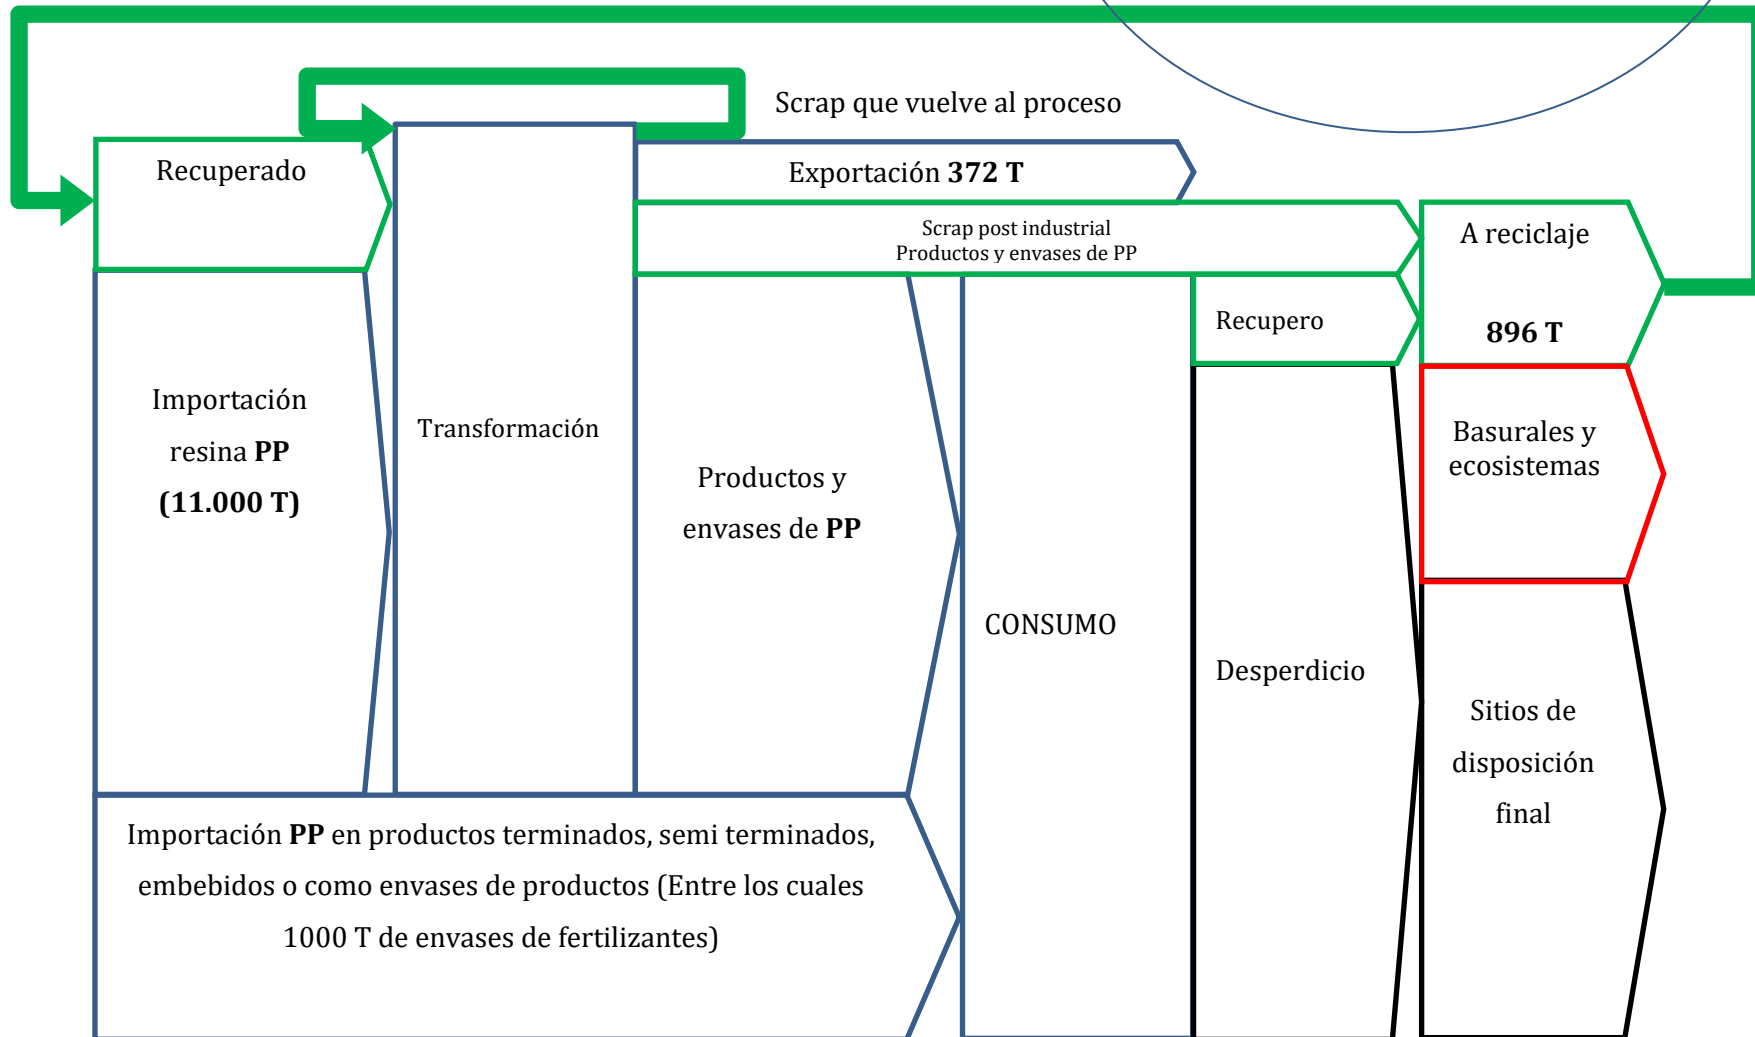 Scrap que vuelve al proceso
Recuperado
Exportación 372 T
Scrap post industrial
Productos y envases de PP
A reciclaje
896 T
Recupero
Importación
resina PP
(11.000 T)
Transformación
Productos y
envases de PP
Basurales y
ecosistemas
CONSUMO
Desperdicio
Sitios de
disposición
final
Importación PP en productos terminados, semi terminados,
embebidos o como envases de productos (Entre los cuales
1000 T de envases de fertilizantes)